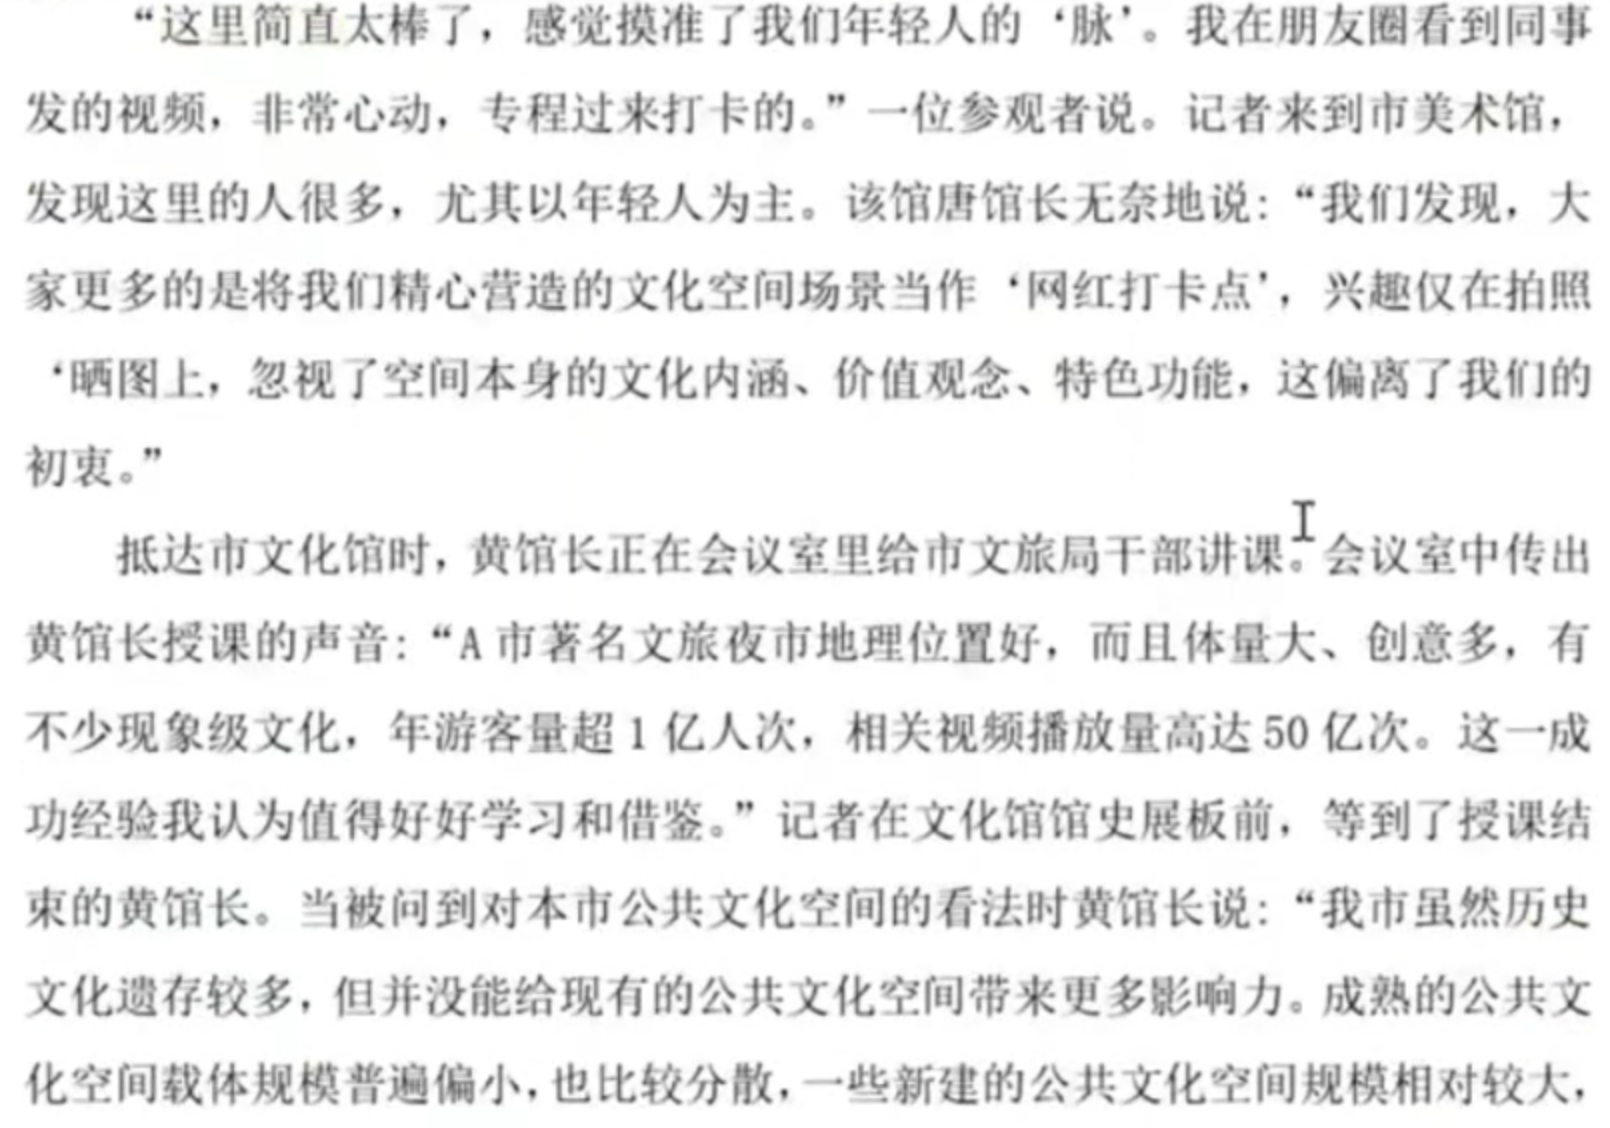 “这里简直太棒了，感觉摸准了我们年轻人的‘脉’。我在朋友圈看到同事
发的视频，非常心动，专程过来打卡的。”一位参观者说。记者来到市美术馆，
发现这里的人很多，尤其以年轻人为主。该馆唐馆长无奈地说：“我们发现，大
家更多的是将我们精心营造的文化空间场景当作‘网红打卡点’，兴趣仅在拍照
‘晒图上，忽视了空间本身的文化内涵、价值观念、特色功能，这偏离了我们的
初衷。”
抵达市文化馆时，黄馆长正在会议室里给市文旅局干部讲课。会议室中传出
黄馆长授课的声音：“A市著名文旅夜市地理位置好，而且体量大、创意多，有
不少现象级文化，年游客量超1亿人次，相关视频播放量高达50亿次。这一成
功经验我认为值得好好学习和借鉴。”记者在文化馆馆史展板前，等到了授课结
束的黄馆长。当被问到对本市公共文化空间的看法时黄馆长说：“我市虽然历史
文化遗存较多，但并没能给现有的公共文化空间带来更多影响力。成熟的公共文
化空间载体规模普遍偏小，也比较分散，一些新建的公共文化空间规模相对较大，